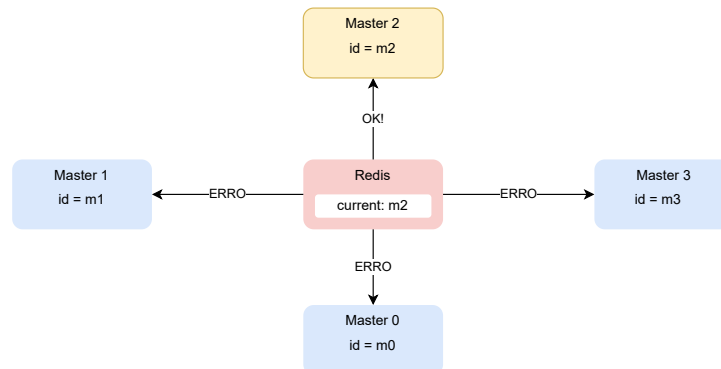 Master 2
id = m2
OK!
Master 1
id = m1
ERRO
Redis
current: m2
ERRO
Master 3
id = m3
ERRO
Master 0
id = m0